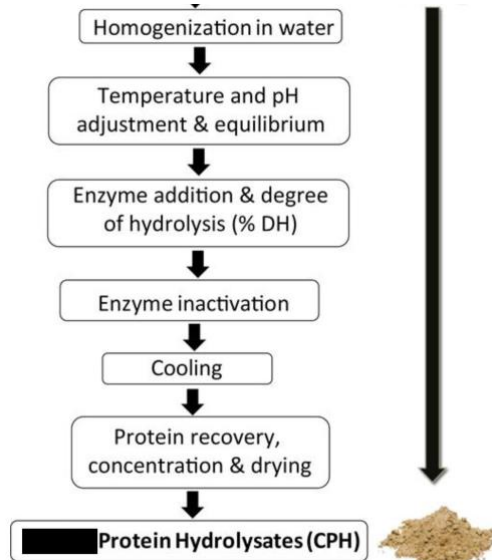 Homogenization in water
Temperature and pH
adjustment & equilibrium
Enzyme addition & degree
of hydrolysis (% DH)
Enzyme inactivation
Cooling
Protein recovery,
concentration & drying
Protein Hydrolysates (CPH)